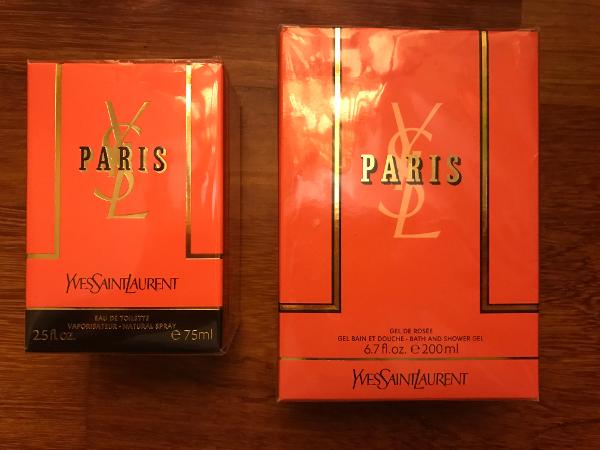 YSL
PARIS
YVESSAINTLAURENT
EAU DE TOILETTE
VAPORISATEUR - NATURAL SPRAY
2.5 fl.oz. e 75ml
YSL
PARIS
GEL DE ROSÉE
GEL BAIN ET DOUCHE - BATH AND SHOWER GEL
6.7 fl.oz. e 200ml
YVESSAINTLAURENT